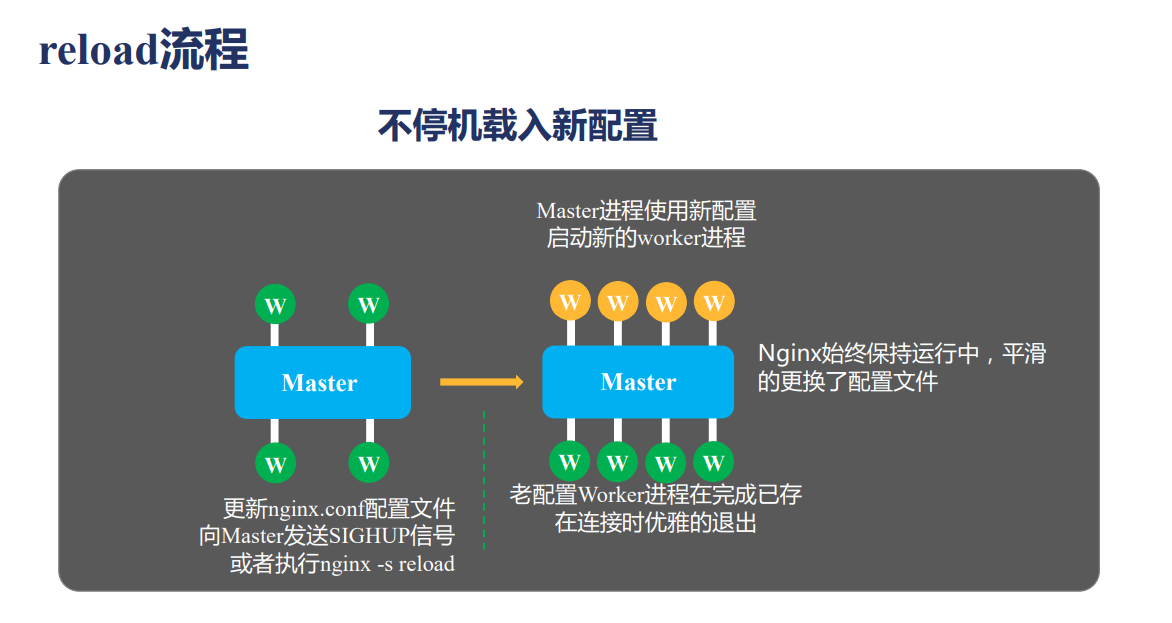 reload流程
不停机载入新配置
Master进程使用新配置
启动新的worker进程
W
W
W
W
W
W
Master
Master
Nginx始终保持运行中，平滑
的更换了配置文件
W
W
W
W
W
W
更新nginx.conf配置文件
向Master发送SIGHUP信号
或者执行nginx -s reload
老配置Worker进程在完成已存
在连接时优雅的退出